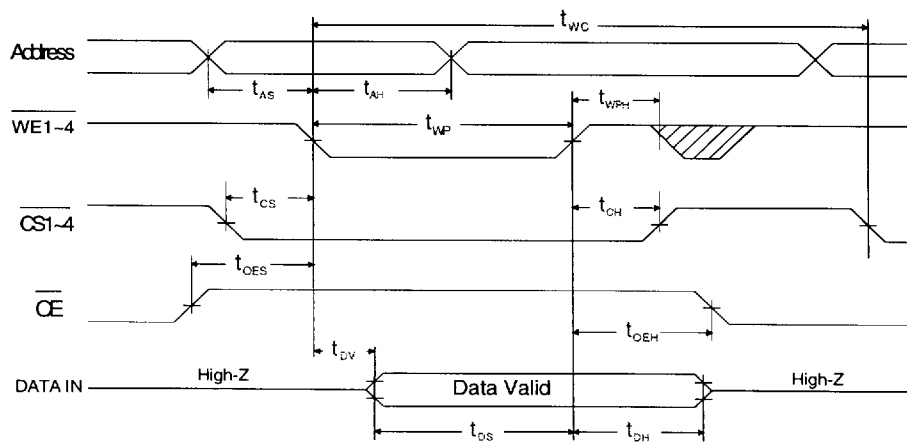 tWC
Address
tAS
tAH
tWPH
WE1~4
tWP
tCS
tCH
CS1~4
tOES
OE
tOEH
tDV
DATA IN
High-Z
Data Valid
High-Z
tDS
tDH